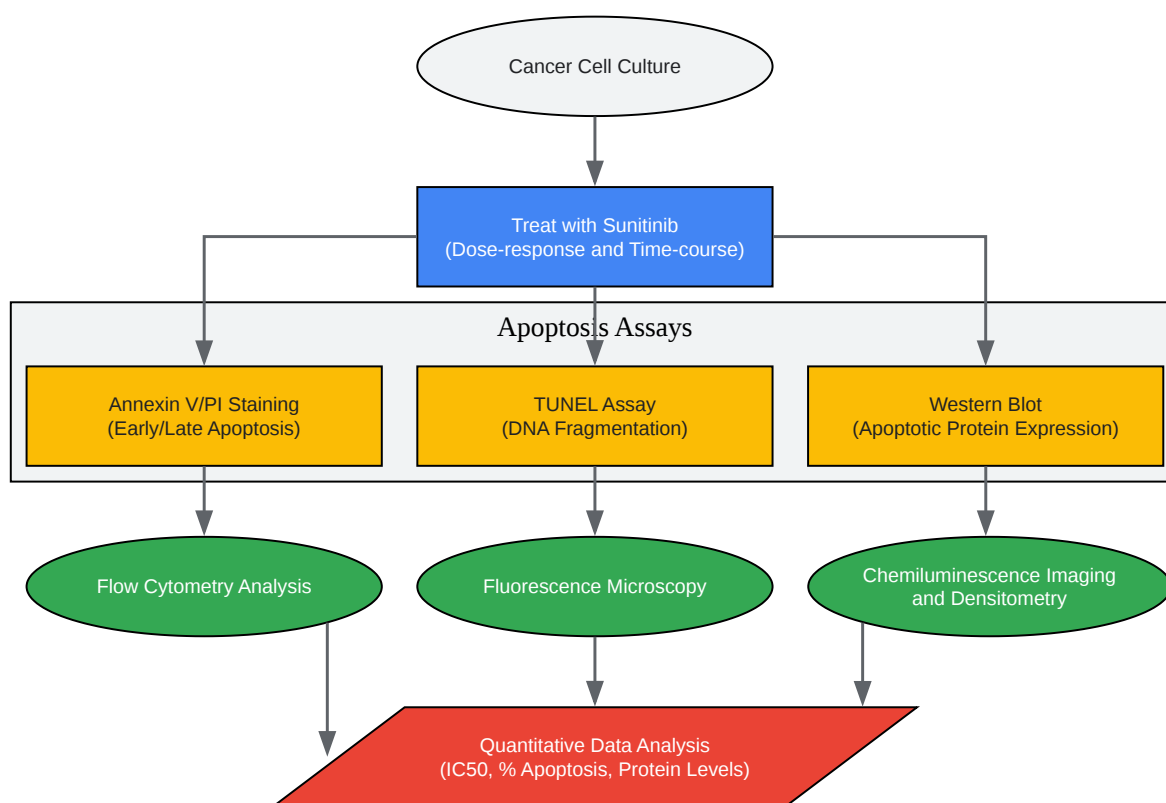 Cancer Cell Culture
Treat with Sunitinib
(Dose-response and Time-course)
Apoptosis Assays
Annexin V/PI Staining
(Early/Late Apoptosis)
TUNEL Assay
(DNA Fragmentation)
Western Blot
(Apoptotic Protein Expression)
Flow Cytometry Analysis
Fluorescence Microscopy
Chemiluminescence Imaging
and Densitometry
Quantitative Data Analysis
(IC50, % Apoptosis, Protein Levels)